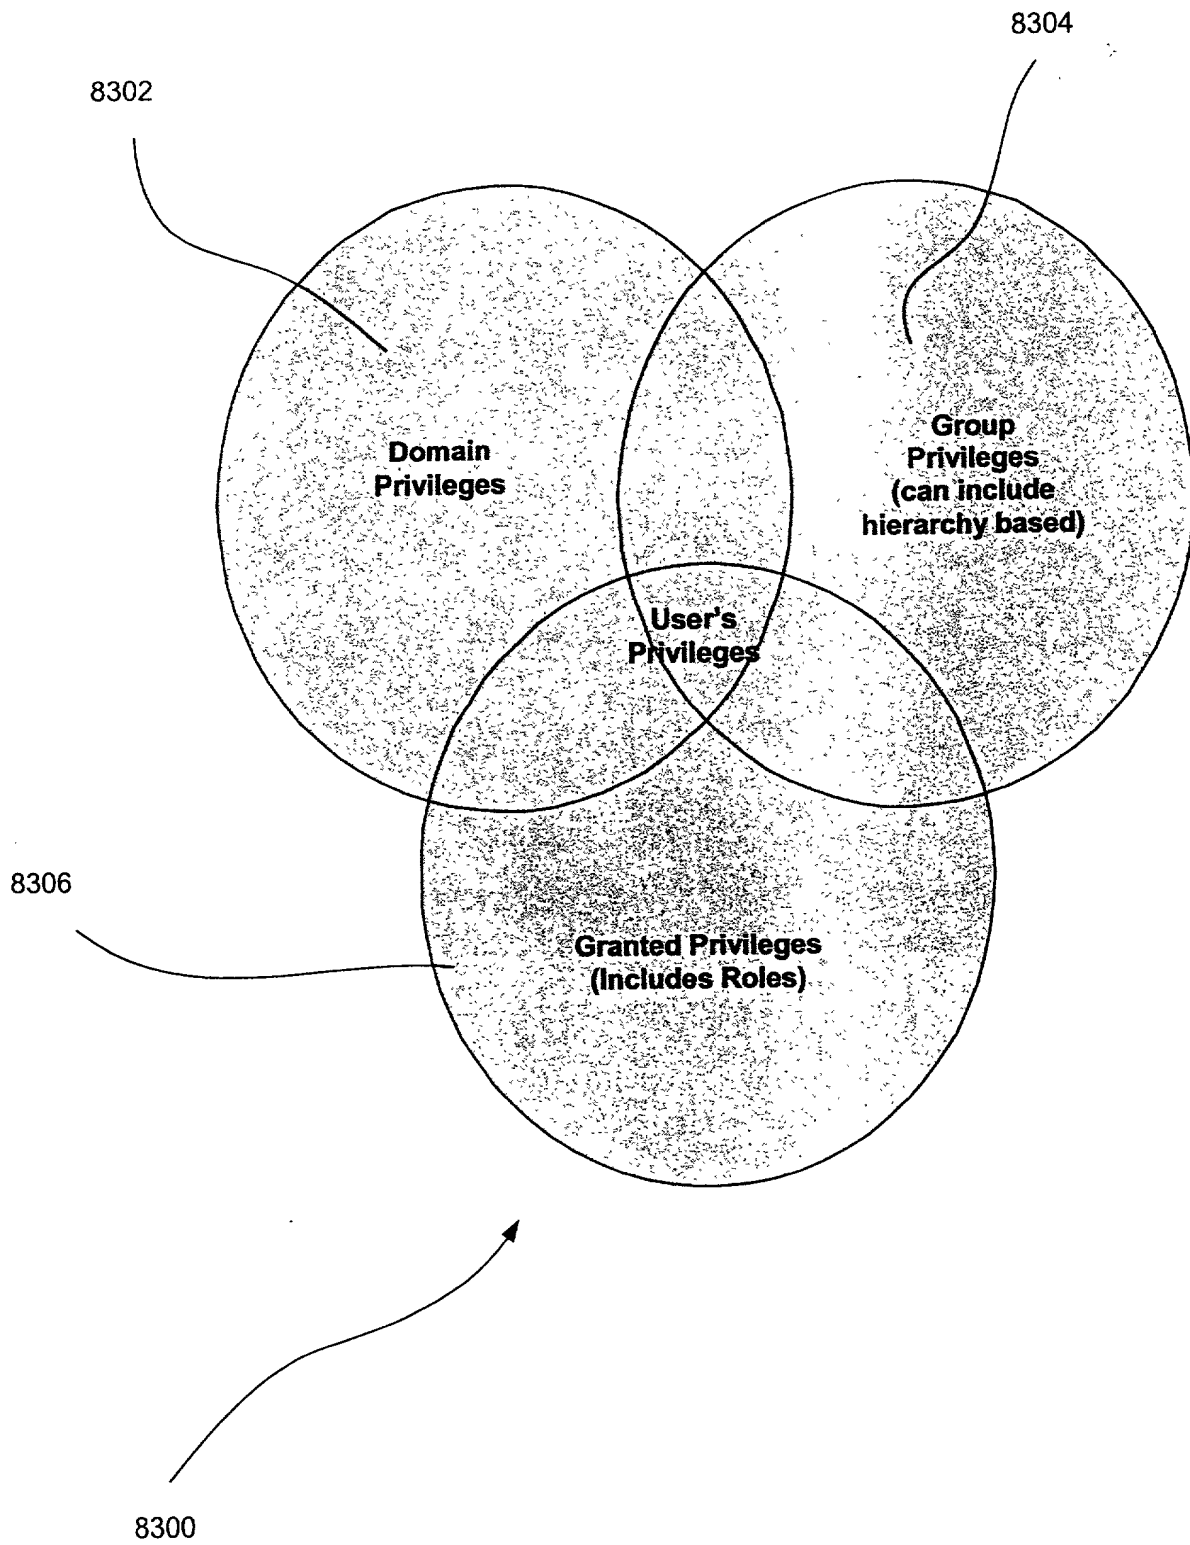 8304
8302
Domain
Privileges
Group
Privileges
(can include
hierarchy based)
User's
Privileges
8306
Granted Privileges
(Includes Roles)
8300